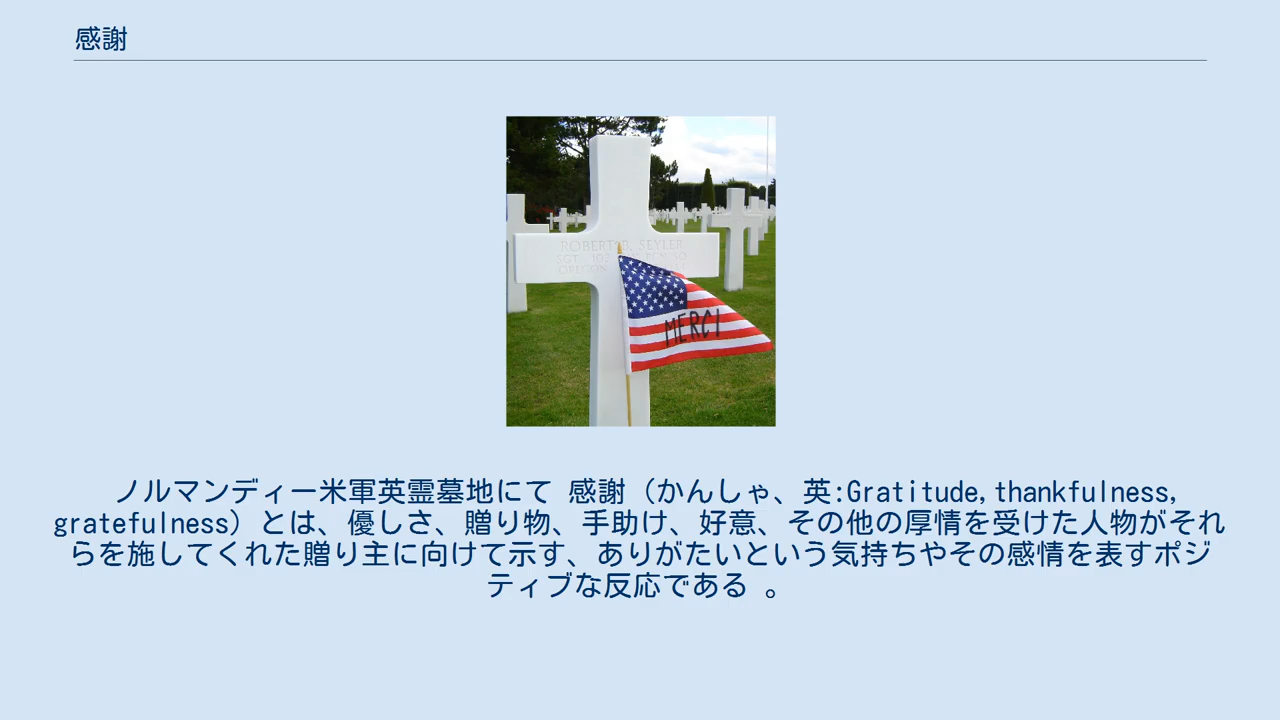 感謝
ROBERT B. SEYLER
SGT 102
OREGON
MERCI
ノルマンディー米軍英霊墓地にて 感謝（かんしゃ、英:Gratitude,thankfulness,
gratefulness）とは、優しさ、贈り物、手助け、好意、その他の厚情を受けた人物がそれ
らを施してくれた贈り主に向けて示す、ありがたいという気持ちやその感情を表すポジ
ティブな反応である 。